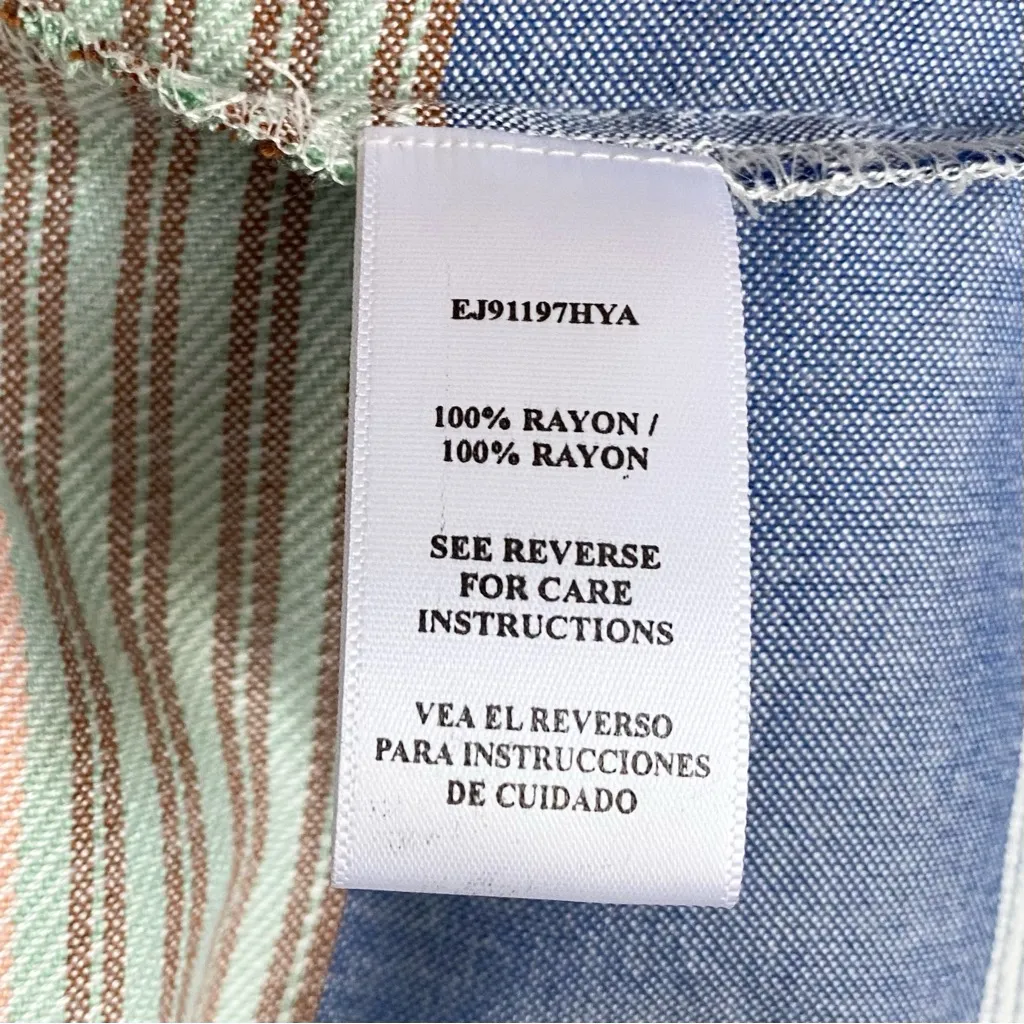 EJ91197HYA
100% RAYON /
100% RAYON
SEE REVERSE
FOR CARE
INSTRUCTIONS
VEA EL REVERSO
PARA INSTRUCCIONES
DE CUIDADO